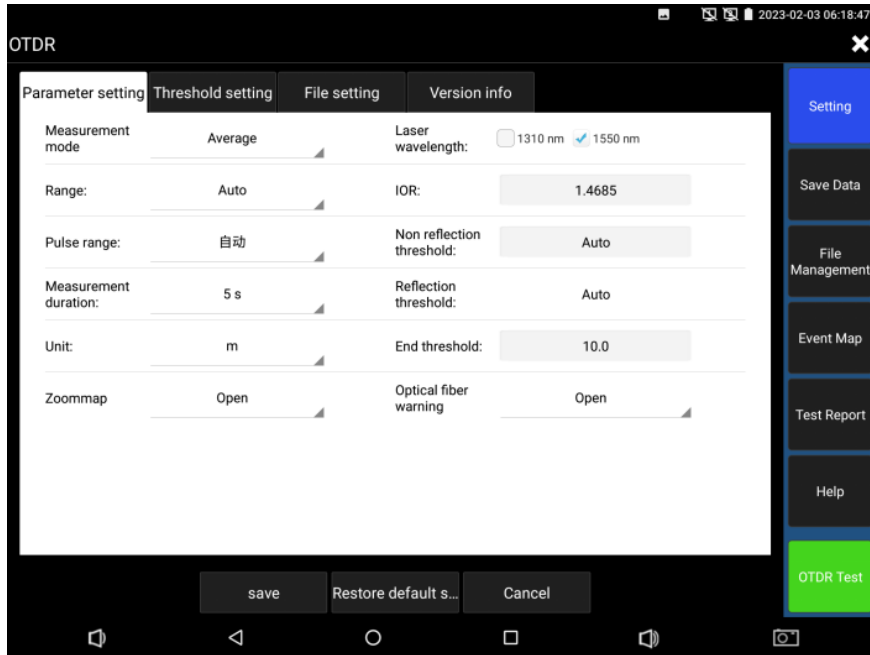 2023-02-03 06:18:47
OTDR
Parameter setting Threshold setting File setting Version info
Measurement mode Average Laser wavelength: 1310 nm 1550 nm
Range: Auto IOR: 1.4685
Pulse range: 自动 Non reflection threshold: Auto
Measurement duration: 5 s Reflection threshold: Auto
Unit: m End threshold: 10.0
Zoommap Open Optical fiber warning Open
save Restore default s... Cancel
Setting
Save Data
File
Management
Event Map
Test Report
Help
OTDR Test